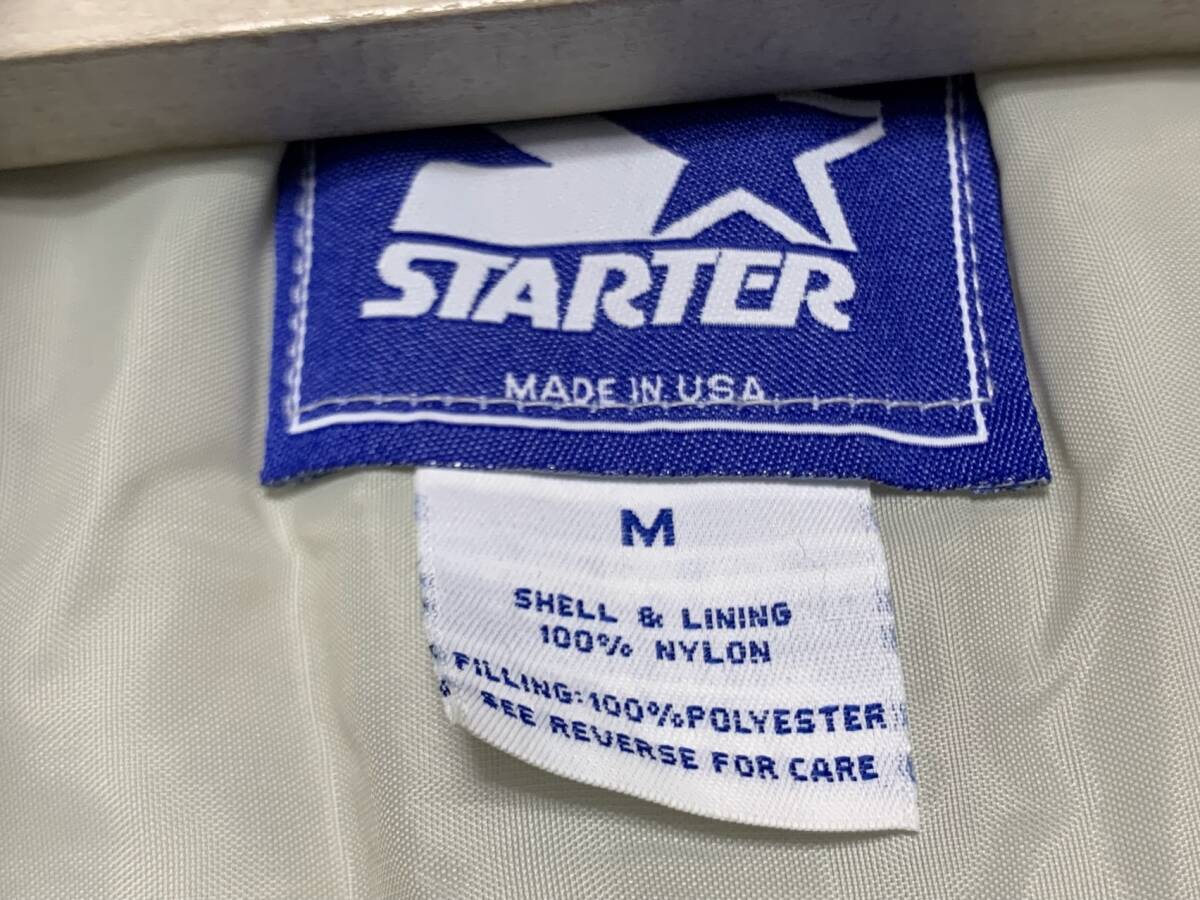 STARTER
MADE IN USA
M
SHELL & LINING
100% NYLON
FILLING:100%POLYESTER
SEE REVERSE FOR CARE